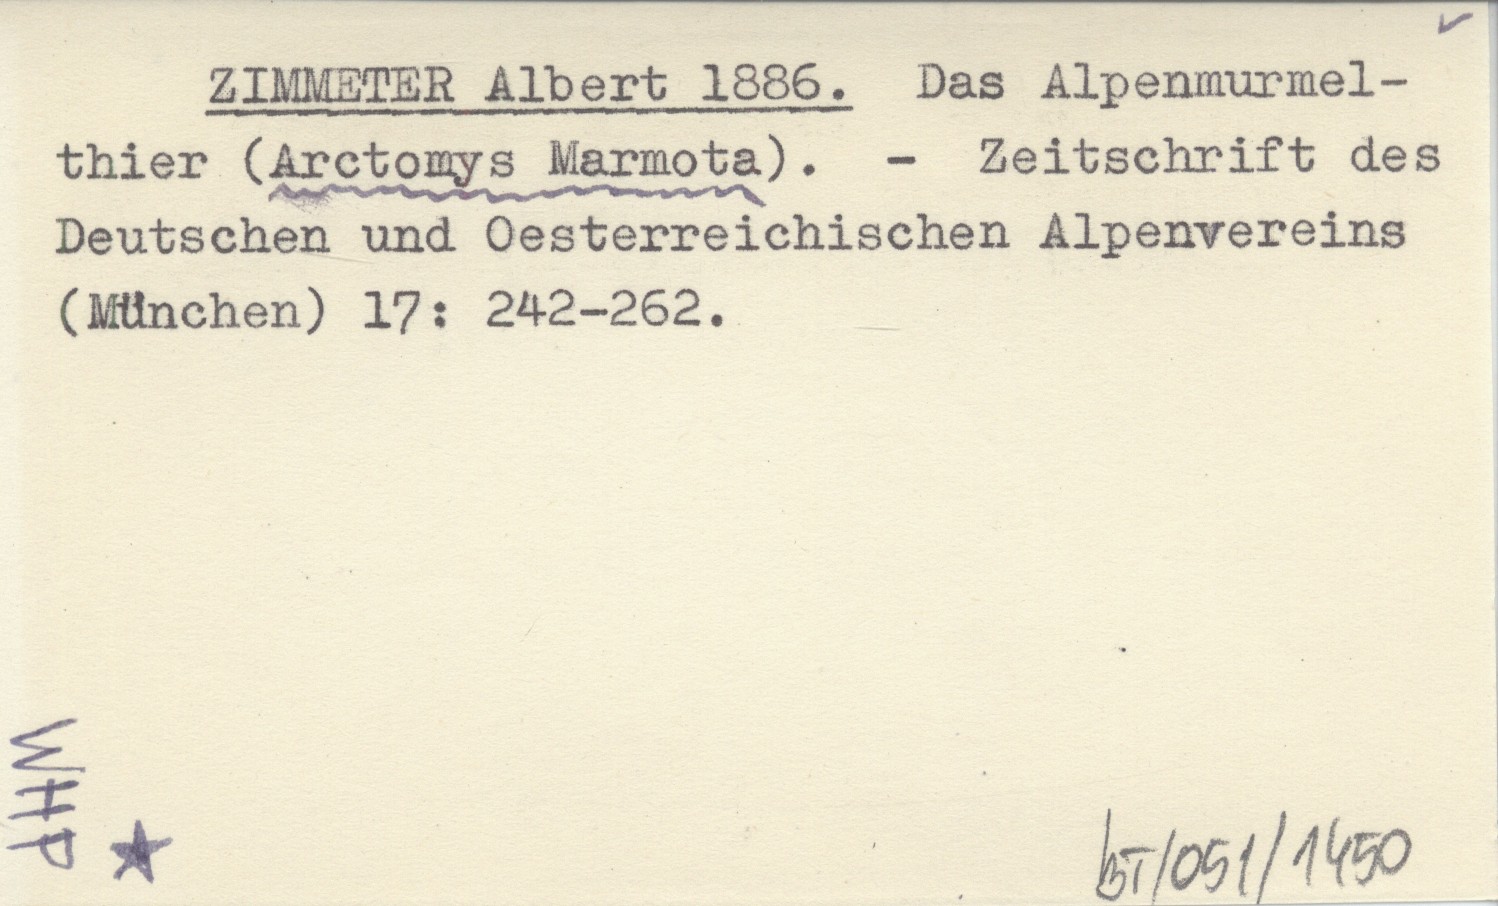 ZIMMETER Albert 1886. Das Alpenmurmel-
thier (Arctomys Marmota). - Zeitschrift des
Deutschen und Oesterreichischen Alpenvereins
(München) 17: 242-262.
WHP
BT/051/1450